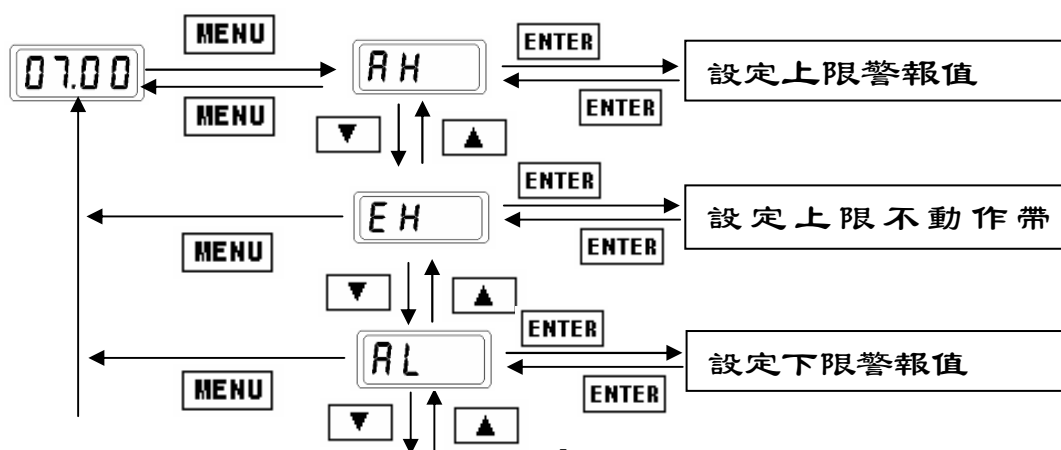 MENU
ENTER
07.00
AH
設定上限警報值
MENU
ENTER
▼
▲
ENTER
EH
設定上限不動作帶
MENU
ENTER
▼
▲
ENTER
AL
設定下限警報值
MENU
ENTER
▼
▲